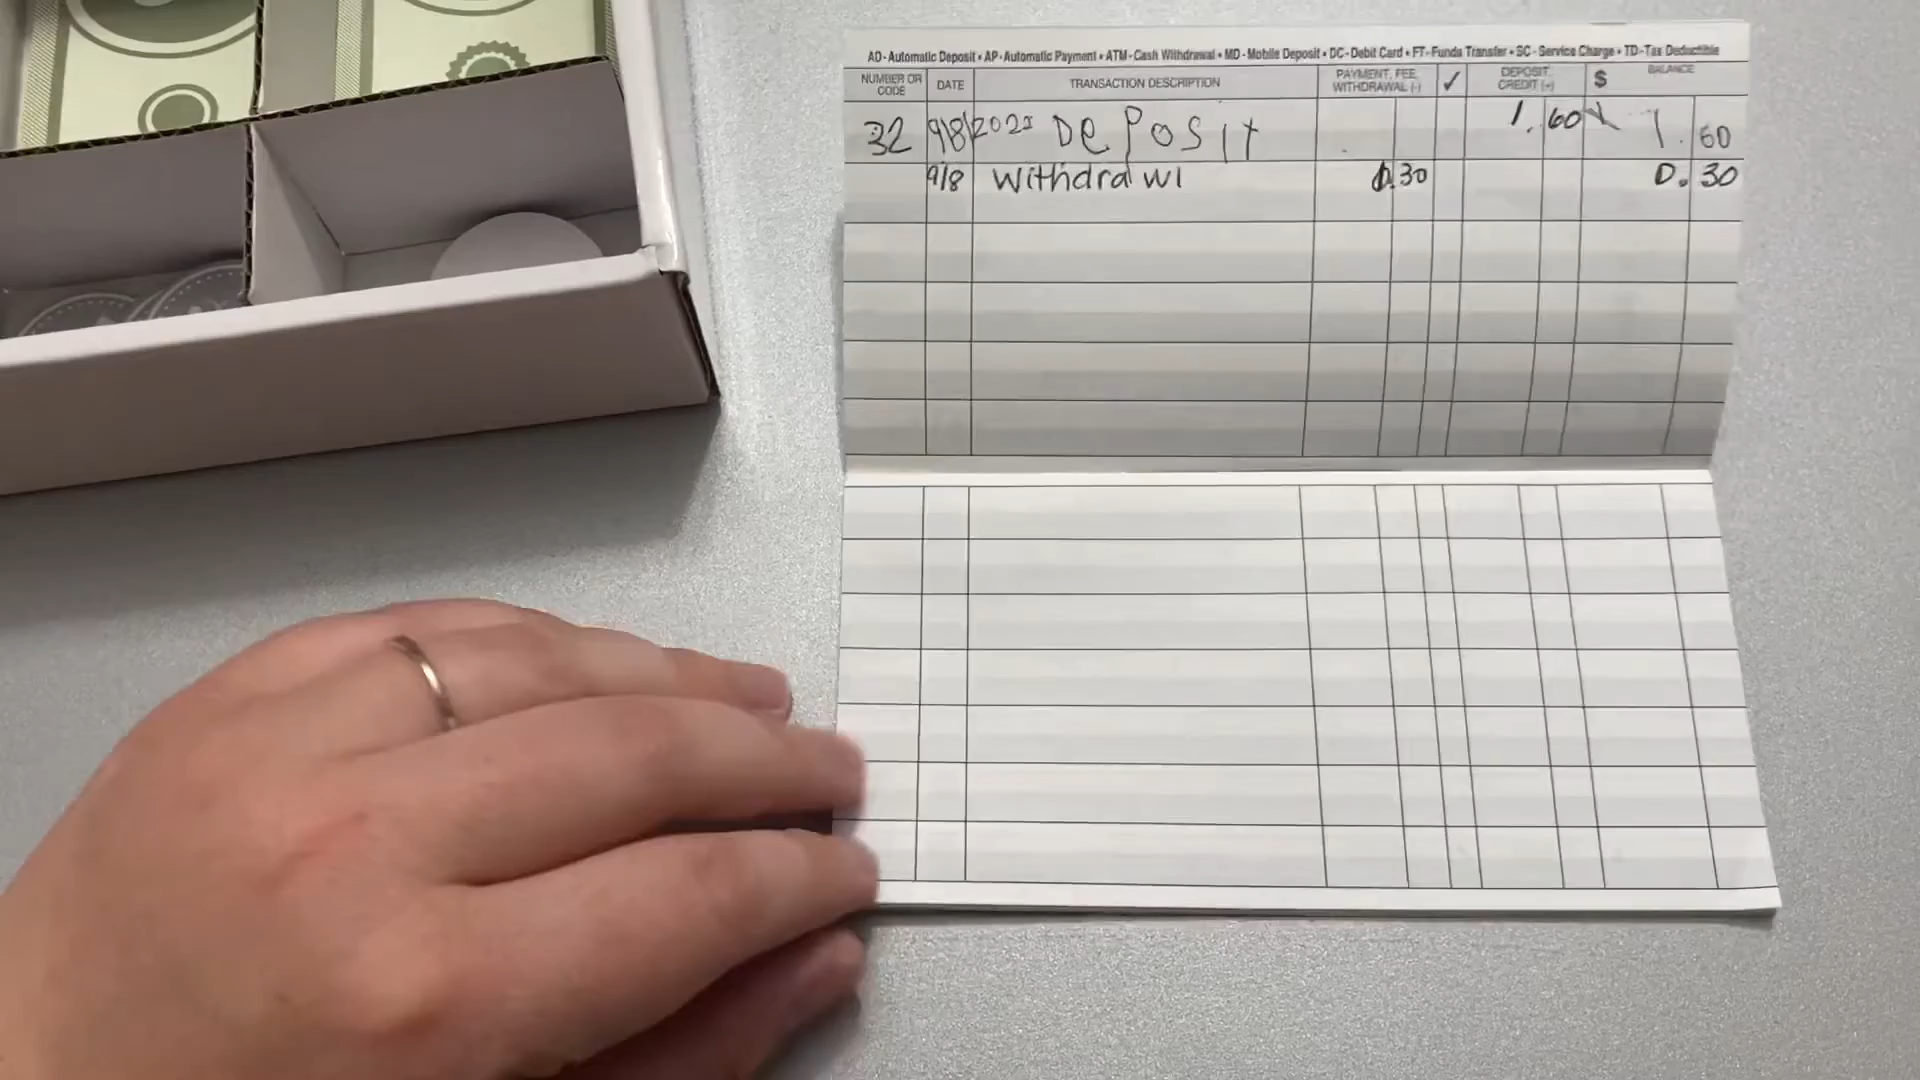 AD - Automatic Deposit • AP - Automatic Payment • ATM - Cash Withdrawal • MD - Mobile Deposit • DC - Debit Card • FT - Funds Transfer • SC - Service Charge • TD - Tax Deductible
NUMBER OR CODE DATE TRANSACTION DESCRIPTION PAYMENT, FEE, WITHDRAWAL (-) ✓ DEPOSIT, CREDIT (+) $ BALANCE
32 9/8/2021 Deposit 1.60 1.60
9/8 Withdrawl 0.30 0.30